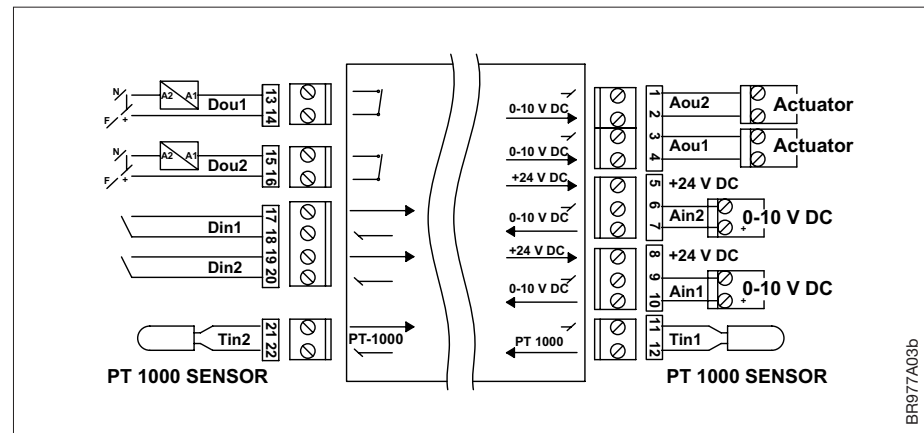 N A2 A1 Dou1 13 0-10 V DC 1 Aou2 Actuator
F + 14 2
N A2 A1 Dou2 15 0-10 V DC 3 Aou1 Actuator
F + 16 4
+24 V DC 5 +24 V DC
17 Din1 18 0-10 V DC 6 Ain2 7 + 0-10 V DC
19 Din2 20 +24 V DC 8 +24 V DC
0-10 V DC 9 Ain1 10 + 0-10 V DC
Tin2 21 22 PT-1000 PT 1000 11 12 Tin1
PT 1000 SENSOR PT 1000 SENSOR
BR977A03b